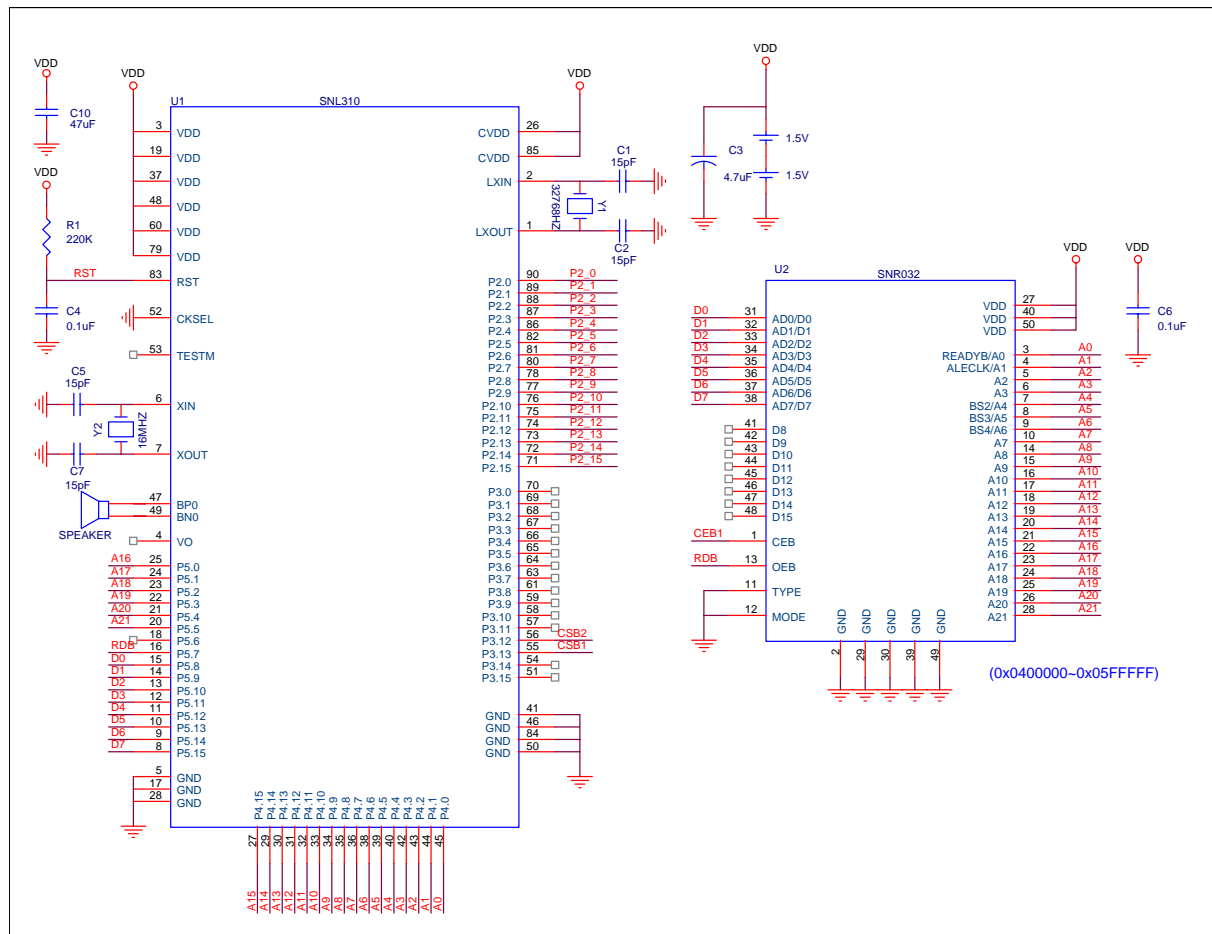 VDD
C10
47uF
VDD
R1
220K
RST
C4
0.1uF
C5
15pF
Y2
16MHZ
C7
15pF
SPEAKER
VDD
U1
SNL310
3 VDD
19 VDD
37 VDD
48 VDD
60 VDD
79 VDD
83 RST
52 CKSEL
53 TESTM
6 XIN
7 XOUT
47 BP0
49 BN0
4 VO
A16 25 P5.0
A17 24 P5.1
A18 23 P5.2
A19 22 P5.3
A20 21 P5.4
A21 20 P5.5
18 P5.6
RDB 16 P5.7
D0 15 P5.8
D1 14 P5.9
D2 13 P5.10
D3 12 P5.11
D4 11 P5.12
D5 10 P5.13
D6 9 P5.14
D7 8 P5.15
5 GND
17 GND
28 GND
VDD
CVDD 26
CVDD 85
LXIN 2
LXOUT 1
C1
15pF
32768HZ
Y1
C2
15pF
P2.0 90 P2_0
P2.1 89 P2_1
P2.2 88 P2_2
P2.3 87 P2_3
P2.4 86 P2_4
P2.5 82 P2_5
P2.6 81 P2_6
P2.7 80 P2_7
P2.8 78 P2_8
P2.9 77 P2_9
P2.10 76 P2_10
P2.11 75 P2_11
P2.12 74 P2_12
P2.13 73 P2_13
P2.14 72 P2_14
P2.15 71 P2_15
P3.0 70
P3.1 69
P3.2 68
P3.3 67
P3.4 66
P3.5 65
P3.6 64
P3.7 63
P3.8 61
P3.9 59
P3.10 58
P3.11 57
P3.12 56 CSB2
P3.13 55 CSB1
P3.14 54
P3.15 51
GND 41
GND 46
GND 84
GND 50
P4.15 27 A15
P4.14 29 A14
P4.13 30 A13
P4.12 31 A12
P4.11 32 A11
P4.10 33 A10
P4.9 34 A9
P4.8 35 A8
P4.7 36 A7
P4.6 38 A6
P4.5 39 A5
P4.4 40 A4
P4.3 42 A3
P4.2 43 A2
P4.1 44 A1
P4.0 45 A0
VDD
C3
4.7uF
1.5V
1.5V
U2
SNR032
D0 31 AD0/D0
D1 32 AD1/D1
D2 33 AD2/D2
D3 34 AD3/D3
D4 35 AD4/D4
D5 36 AD5/D5
D6 37 AD6/D6
D7 38 AD7/D7
41 D8
42 D9
43 D10
44 D11
45 D12
46 D13
47 D14
48 D15
CEB1 1 CEB
RDB 13 OEB
11 TYPE
12 MODE
VDD
VDD 27
VDD 40
VDD 50
READYB/A0 3 A0
ALECLK/A1 4 A1
A2 5 A2
A3 6 A3
BS2/A4 7 A4
BS3/A5 8 A5
BS4/A6 9 A6
A7 10 A7
A8 14 A8
A9 15 A9
A10 16 A10
A11 17 A11
A12 18 A12
A13 19 A13
A14 20 A14
A15 21 A15
A16 22 A16
A17 23 A17
A18 24 A18
A19 25 A19
A20 26 A20
A21 28 A21
GND 2
GND 29
GND 30
GND 39
GND 49
VDD
C6
0.1uF
(0x0400000~0x05FFFFF)